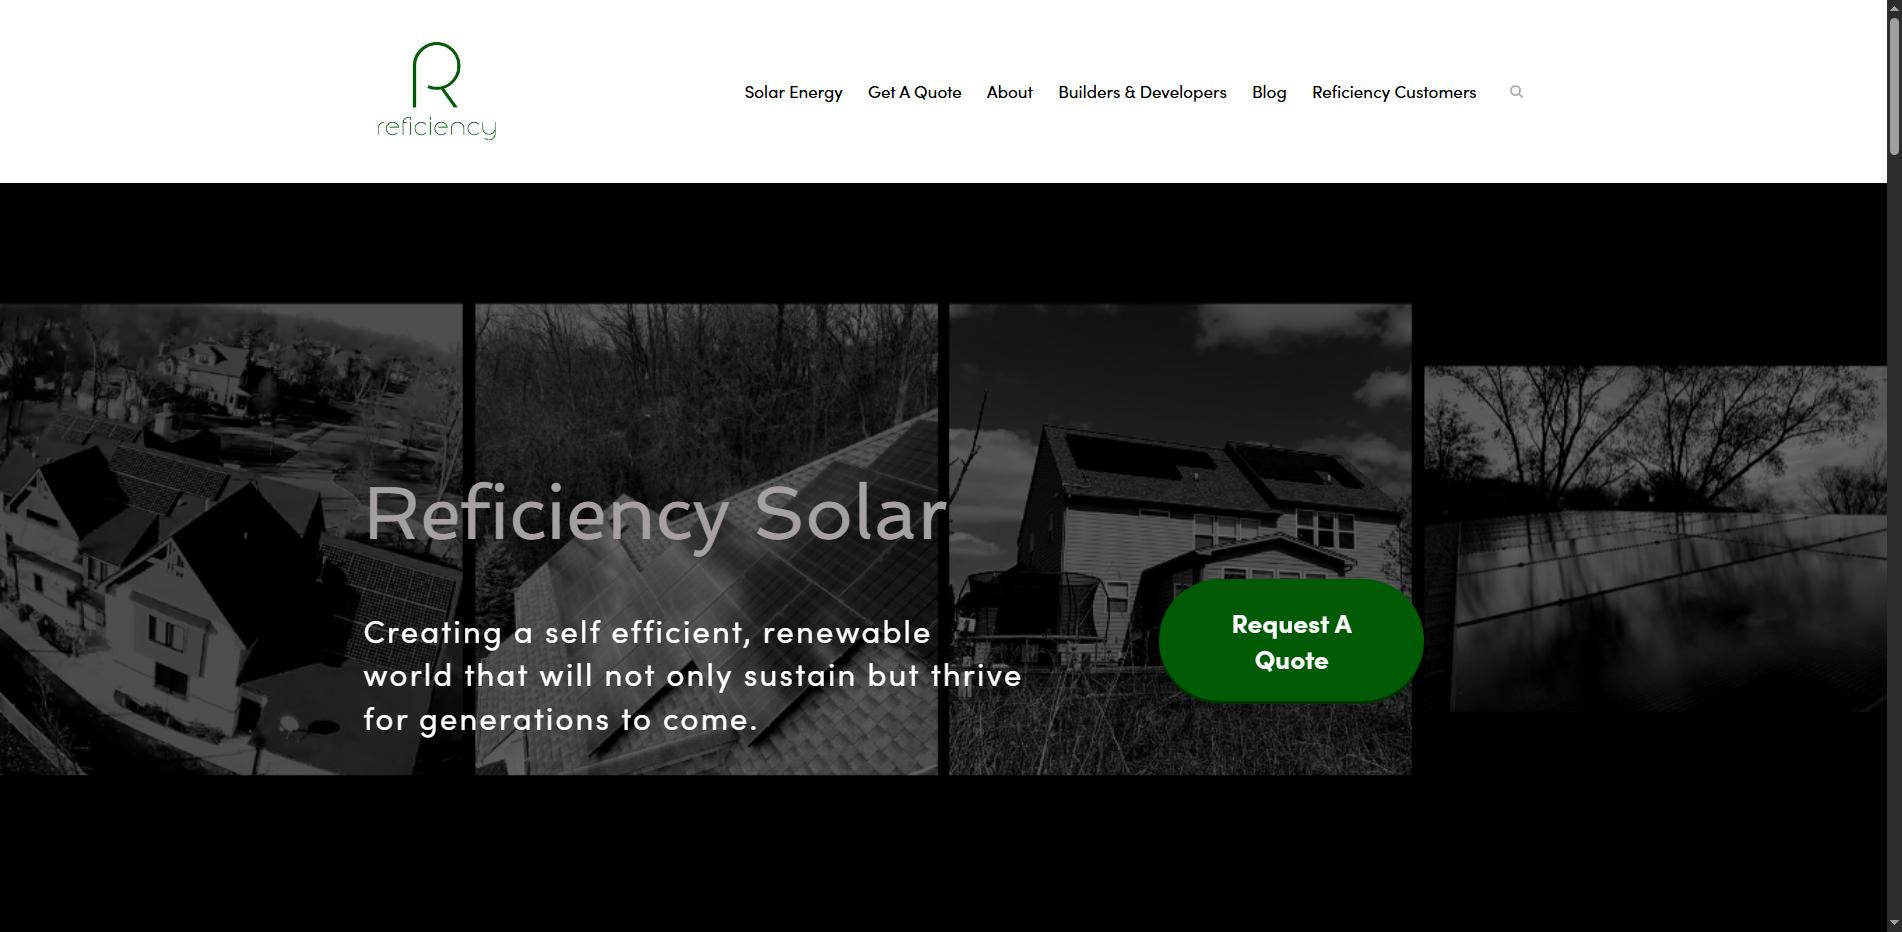 reficiency
Solar Energy Get A Quote About Builders & Developers Blog Reficiency Customers
Reficiency Solar
Creating a self efficient, renewable
world that will not only sustain but thrive
for generations to come.
Request A
Quote